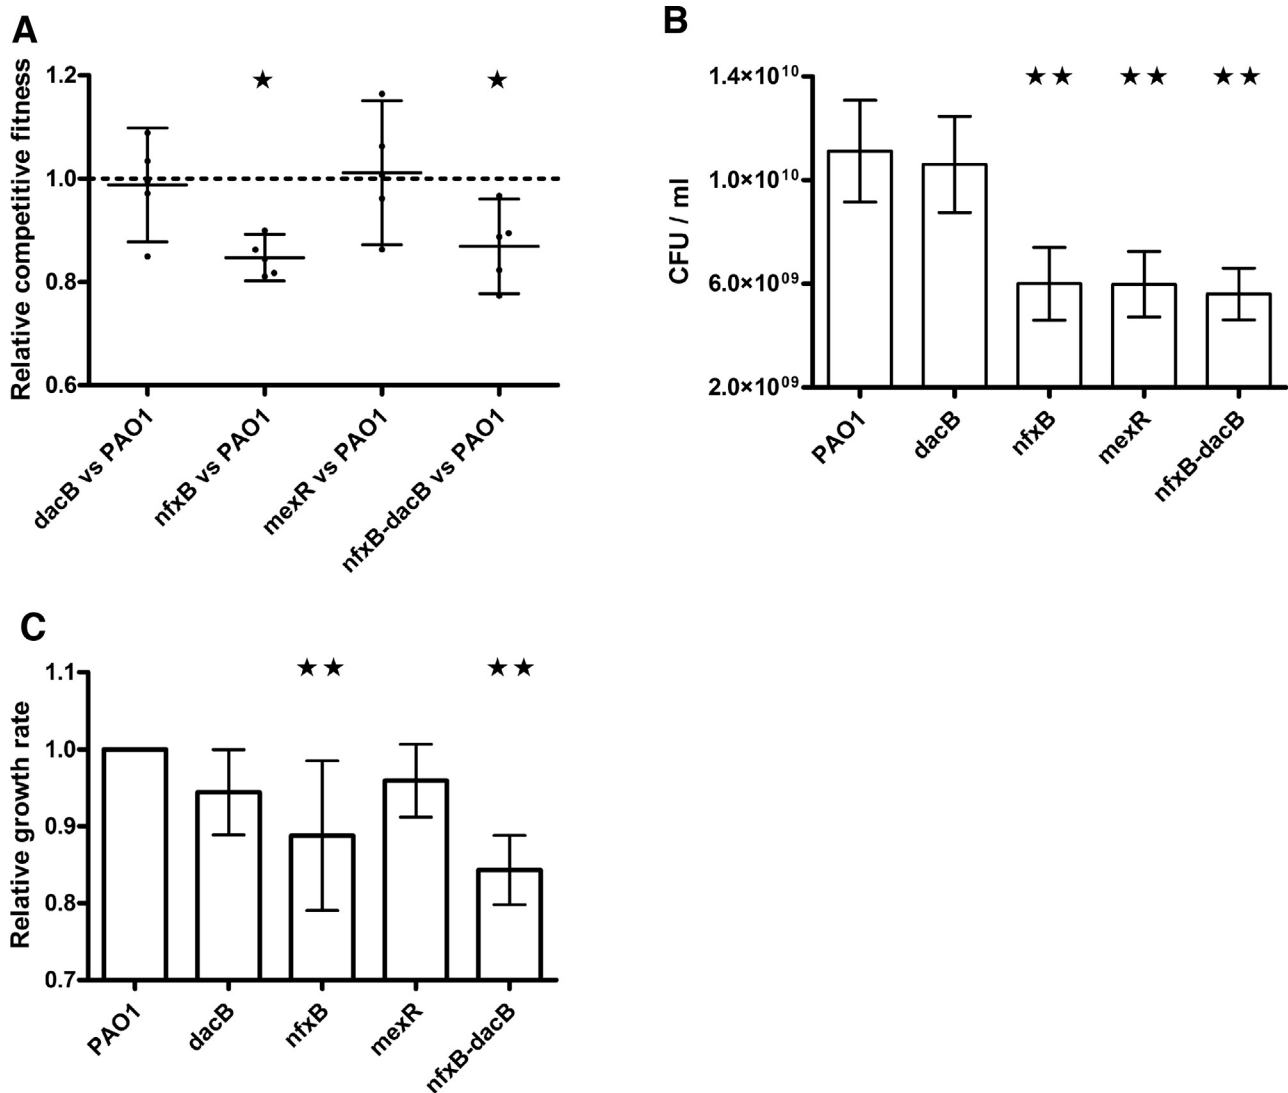 A
Relative competitive fitness
1.2
1.0
0.8
0.6
★ ★
dacB vs PAO1
nfxB vs PAO1
mexR vs PAO1
nfxB-dacB vs PAO1
B
CFU / ml
1.4×10¹⁰
1.0×10¹⁰
6.0×10⁰⁹
2.0×10⁰⁹
★★ ★★ ★★
PAO1
dacB
nfxB
mexR
nfxB-dacB
C
Relative growth rate
1.1
1.0
0.9
0.8
0.7
★★ ★★
PAO1
dacB
nfxB
mexR
nfxB-dacB